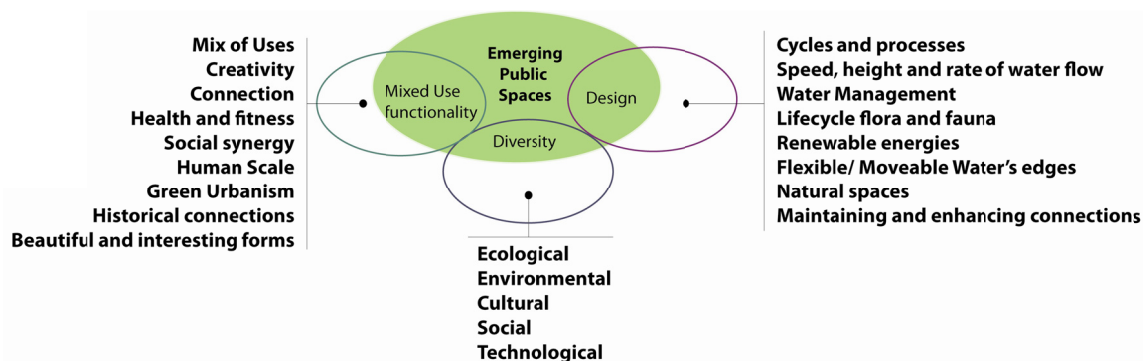 Mix of Uses
Creativity
Connection
Health and fitness
Social synergy
Human Scale
Green Urbanism
Historical connections
Beautiful and interesting forms
Emerging
Public
Spaces
Mixed Use
functionality
Design
Diversity
Cycles and processes
Speed, height and rate of water flow
Water Management
Lifecycle flora and fauna
Renewable energies
Flexible/ Moveable Water's edges
Natural spaces
Maintaining and enhancing connections
Ecological
Environmental
Cultural
Social
Technological